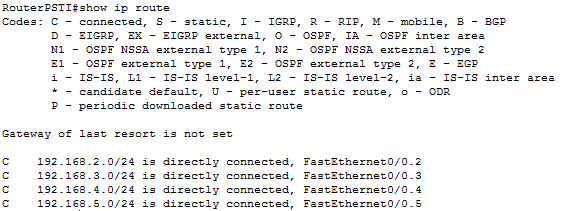 RouterPSTI#show ip route
Codes: C - connected, S - static, I - IGRP, R - RIP, M - mobile, B - BGP
D - EIGRP, EX - EIGRP external, O - OSPF, IA - OSPF inter area
N1 - OSPF NSSA external type 1, N2 - OSPF NSSA external type 2
E1 - OSPF external type 1, E2 - OSPF external type 2, E - EGP
i - IS-IS, L1 - IS-IS level-1, L2 - IS-IS level-2, ia - IS-IS inter area
* - candidate default, U - per-user static route, o - ODR
P - periodic downloaded static route
Gateway of last resort is not set
C 192.168.2.0/24 is directly connected, FastEthernet0/0.2
C 192.168.3.0/24 is directly connected, FastEthernet0/0.3
C 192.168.4.0/24 is directly connected, FastEthernet0/0.4
C 192.168.5.0/24 is directly connected, FastEthernet0/0.5